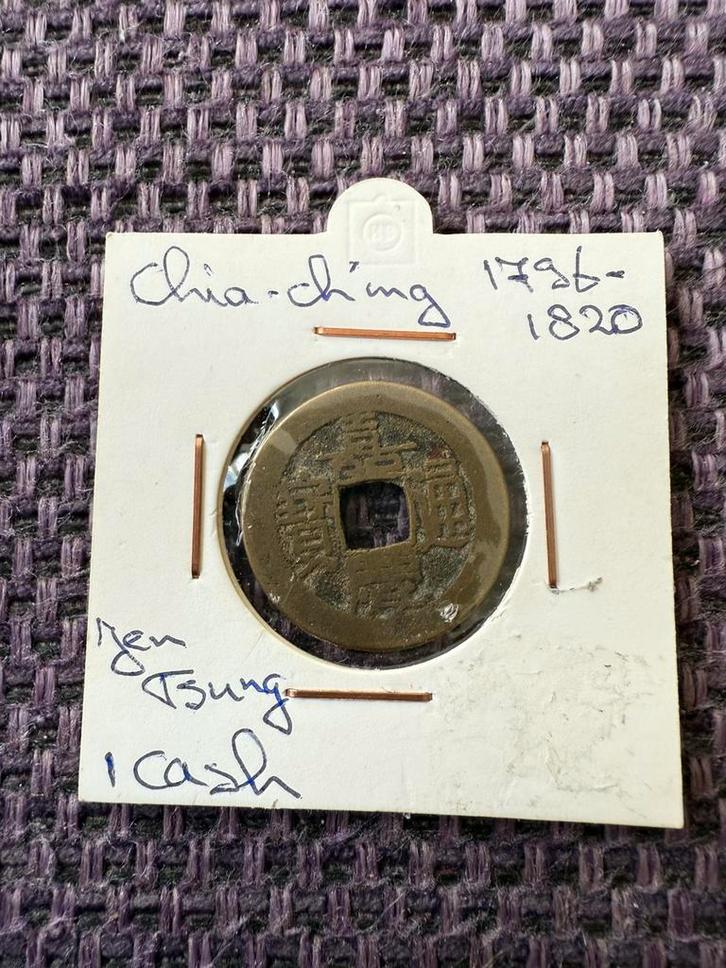 Chia-ch'ing 1796-
1820
嘉慶通寶
Jen
Tsung
1 cash